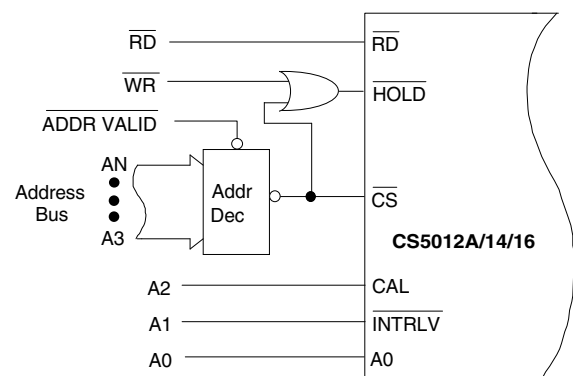 RD RD
WR
HOLD
ADDR VALID
AN
Address Bus
Addr Dec
CS
A3
CS5012A/14/16
A2 CAL
A1 INTRLV
A0 A0